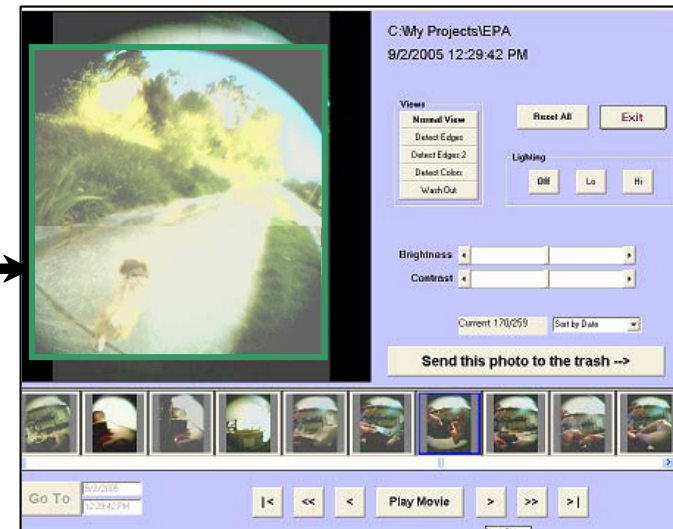 C:\My Projects\EPA
9/2/2005 12:29:42 PM
Views
Normal View
Detect Edges
Detect Edges 2
Detect Colors
Wash Out
Reset All
Exit
Lighting
Off
Lo
Hi
Brightness
Contrast
Current 170/259
Sort by Date
Send this photo to the trash -->
Go To
9/2/2005
12:29:42 PM
|<
<<
<
Play Movie
>
>>
>|